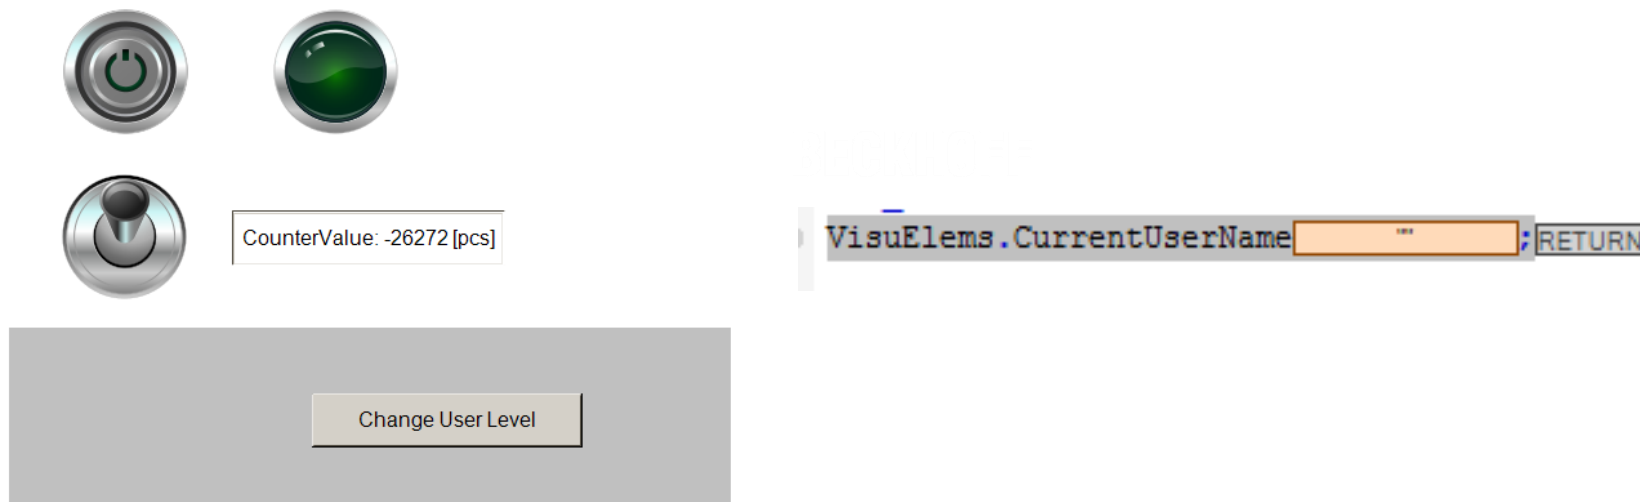 CounterValue: -26272 [pcs]
VisuElems.CurrentUserName "" ;RETURN
Change User Level